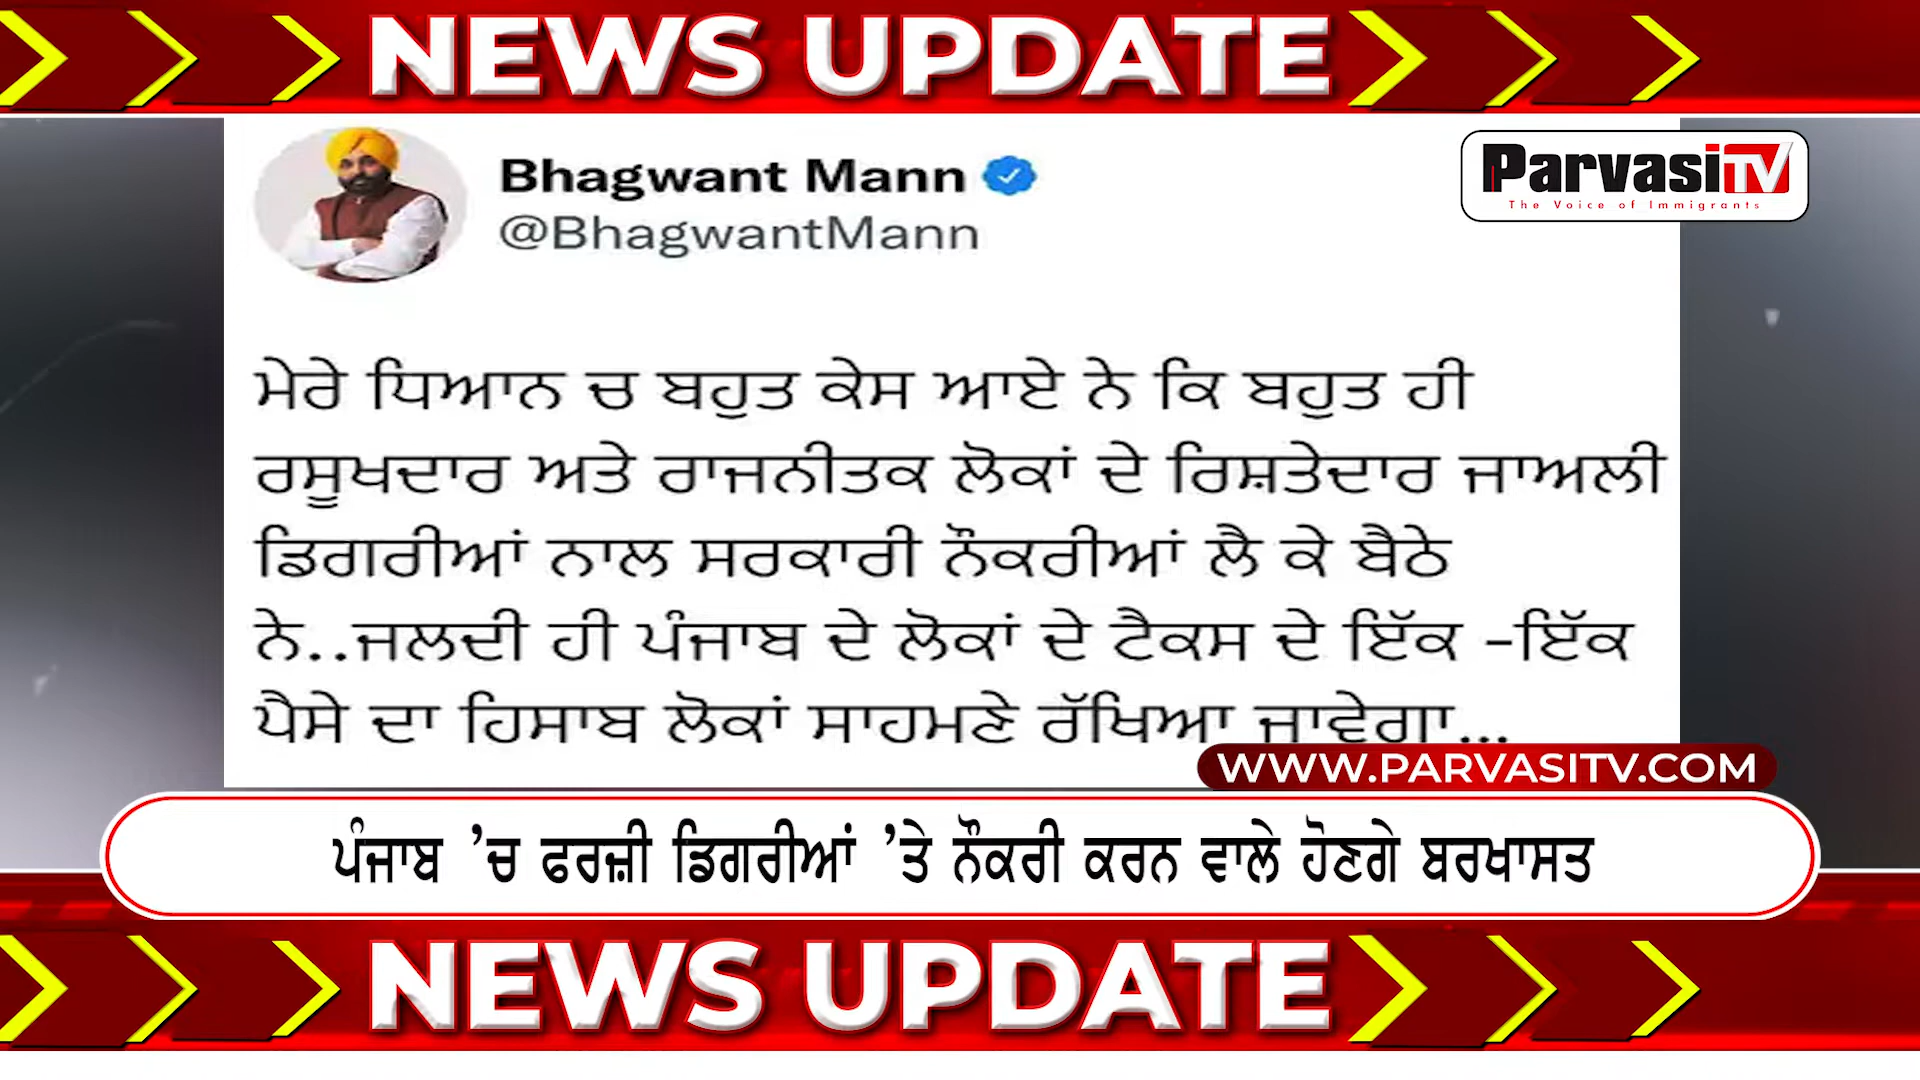 NEWS UPDATE
Bhagwant Mann
@BhagwantMann
ParvasiTV
The Voice of Immigrants
ਮੇਰੇ ਧਿਆਨ ਚ ਬਹੁਤ ਕੇਸ ਆਏ ਨੇ ਕਿ ਬਹੁਤ ਹੀ
ਰਸੂਖਦਾਰ ਅਤੇ ਰਾਜਨੀਤਕ ਲੋਕਾਂ ਦੇ ਰਿਸ਼ਤੇਦਾਰ ਜਾਅਲੀ
ਡਿਗਰੀਆਂ ਨਾਲ ਸਰਕਾਰੀ ਨੌਕਰੀਆਂ ਲੈ ਕੇ ਬੈਠੇ
ਨੇ..ਜਲਦੀ ਹੀ ਪੰਜਾਬ ਦੇ ਲੋਕਾਂ ਦੇ ਟੈਕਸ ਦੇ ਇੱਕ -ਇੱਕ
ਪੈਸੇ ਦਾ ਹਿਸਾਬ ਲੋਕਾਂ ਸਾਹਮਣੇ ਰੱਖਿਆ ਜਾਵੇਗਾ...
WWW.PARVASITV.COM
ਪੰਜਾਬ ’ਚ ਫਰਜ਼ੀ ਡਿਗਰੀਆਂ ’ਤੇ ਨੌਕਰੀ ਕਰਨ ਵਾਲੇ ਹੋਣਗੇ ਬਰਖਾਸਤ
NEWS UPDATE